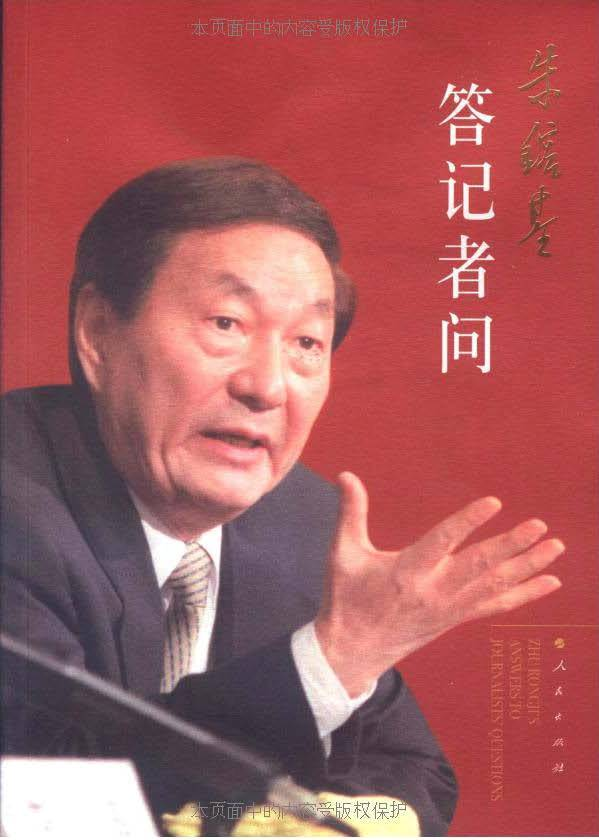 本页面中的内容受版权保护
朱镕基
答记者问
人民出版社
ZHU RONGJI'S
ANSWERS TO
JOURNALISTS' QUESTIONS
本页面中的内容受版权保护